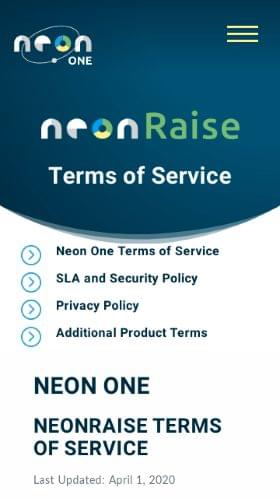 neon
ONE
neonRaise
Terms of Service
Neon One Terms of Service
SLA and Security Policy
Privacy Policy
Additional Product Terms
NEON ONE
NEONRAISE TERMS
OF SERVICE
Last Updated: April 1, 2020